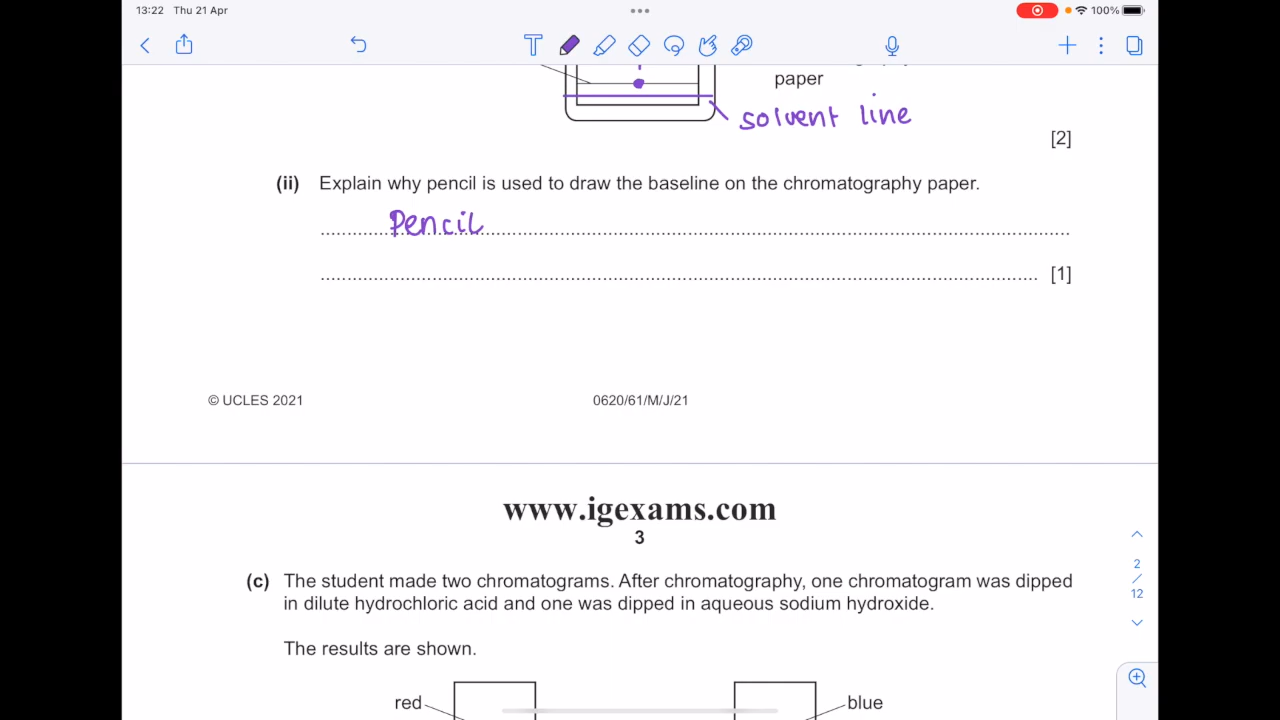 13:22 Thu 21 Apr
100%
T
paper
solvent line
[2]
(ii) Explain why pencil is used to draw the baseline on the chromatography paper.
Pencil
[1]
© UCLES 2021
0620/61/M/J/21
www.igexams.com
3
(c) The student made two chromatograms. After chromatography, one chromatogram was dipped
in dilute hydrochloric acid and one was dipped in aqueous sodium hydroxide.
The results are shown.
red
blue
2
/
12